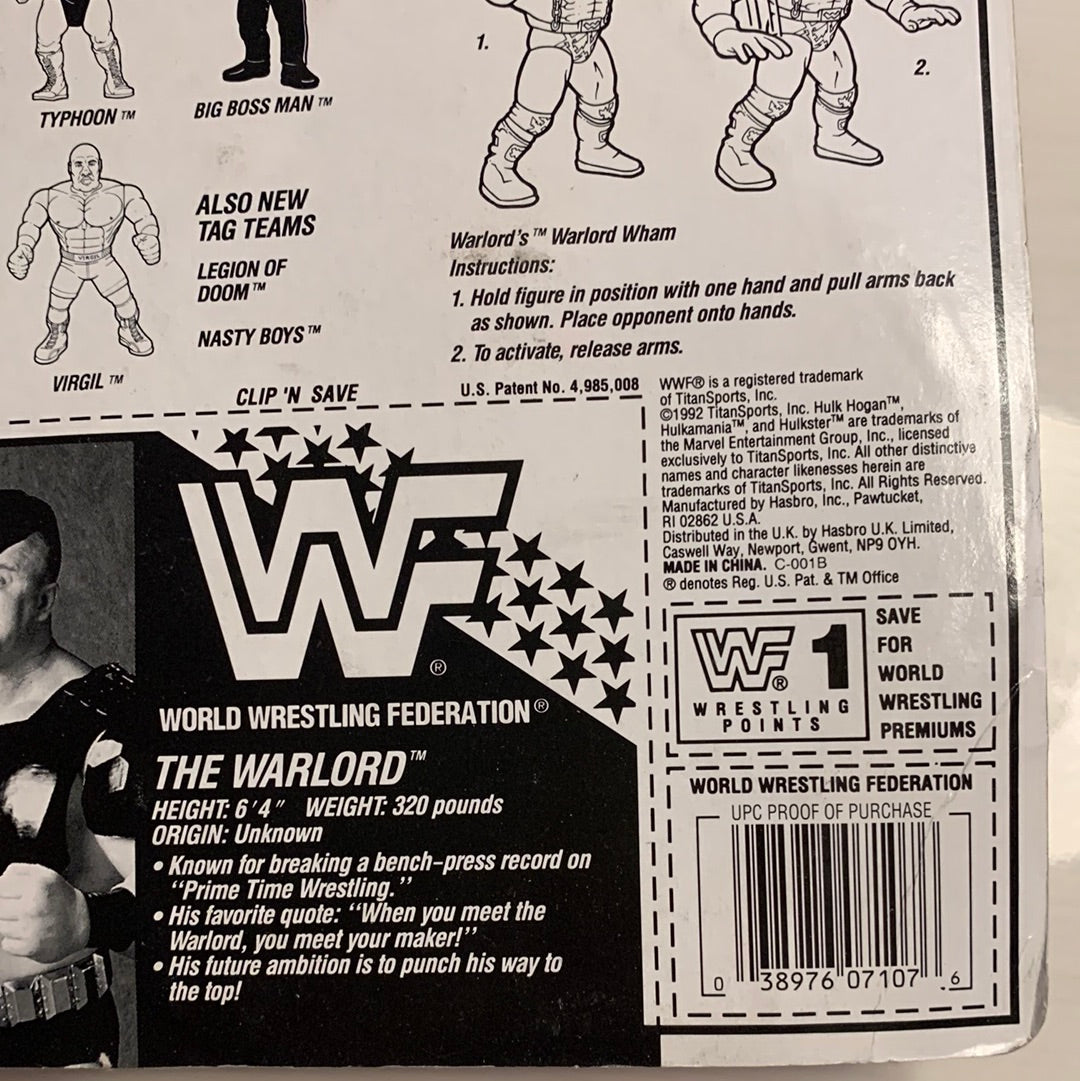 TYPHOON™
BIG BOSS MAN™
1.
2.
VIRGIL
VIRGIL™
ALSO NEW
TAG TEAMS
LEGION OF
DOOM™
NASTY BOYS™
Warlord's™ Warlord Wham
Instructions:
1. Hold figure in position with one hand and pull arms back
as shown. Place opponent onto hands.
2. To activate, release arms.
CLIP 'N SAVE
U.S. Patent No. 4,985,008
WWF® is a registered trademark
of TitanSports, Inc.
©1992 TitanSports, Inc. Hulk Hogan™,
Hulkamania™, and Hulkster™ are trademarks of
the Marvel Entertainment Group, Inc., licensed
exclusively to TitanSports, Inc. All other distinctive
names and character likenesses herein are
trademarks of TitanSports, Inc. All Rights Reserved.
Manufactured by Hasbro, Inc., Pawtucket,
RI 02862 U.S.A.
Distributed in the U.K. by Hasbro U.K. Limited,
Caswell Way, Newport, Gwent, NP9 OYH.
MADE IN CHINA. C-001B
® denotes Reg. U.S. Pat. & TM Office
WF®
WORLD WRESTLING FEDERATION®
THE WARLORD™
HEIGHT: 6'4" WEIGHT: 320 pounds
ORIGIN: Unknown
• Known for breaking a bench-press record on
"Prime Time Wrestling."
• His favorite quote: "When you meet the
Warlord, you meet your maker!"
• His future ambition is to punch his way to
the top!
WF® 1
WRESTLING
POINTS
SAVE
FOR
WORLD
WRESTLING
PREMIUMS
WORLD WRESTLING FEDERATION
UPC PROOF OF PURCHASE
0 38976 07107 6